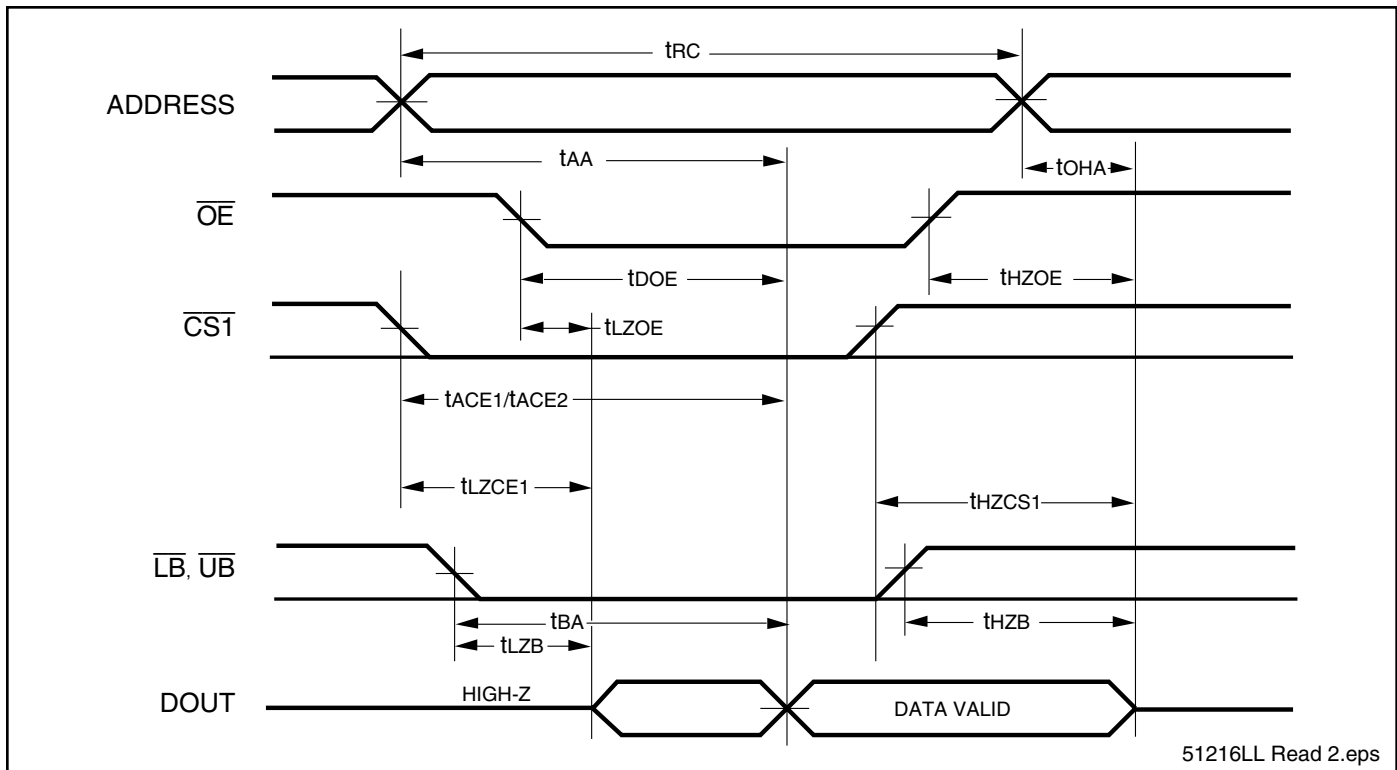 tRC
ADDRESS
tAA
tOHA
OE
tDOE
tHZOE
CS1
tLZOE
tACE1/tACE2
tLZCE1
tHZCS1
LB, UB
tBA
tHZB
tLZB
DOUT
HIGH-Z
DATA VALID
51216LL Read 2.eps